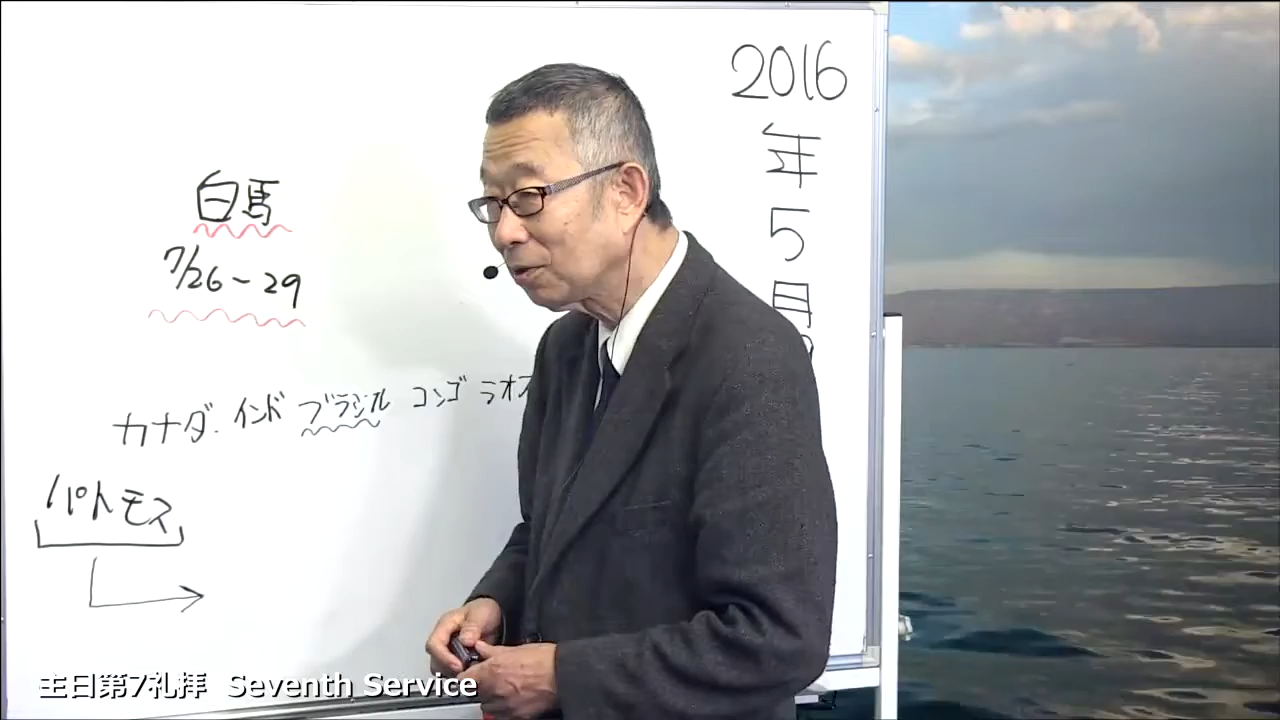 2016
年
5
月
白馬
7/26~29
カナダ. インド ブラジル コンゴ ラオス
パトモス
主日第7礼拝 Seventh Service